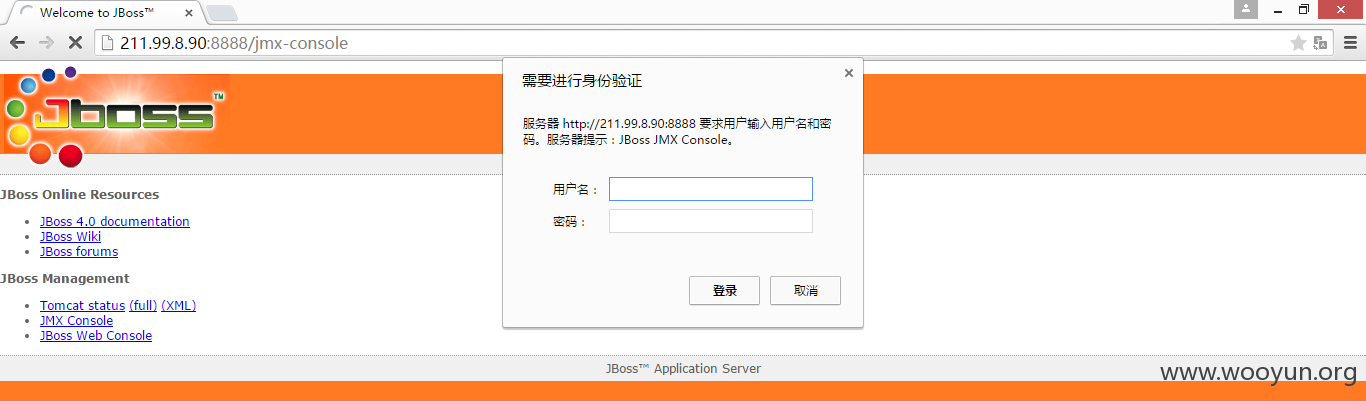 Welcome to JBoss™
211.99.8.90:8888/jmx-console
JBoss™
需要进行身份验证
服务器 http://211.99.8.90:8888 要求用户输入用户名和密
码。服务器提示：JBoss JMX Console。
用户名：
密码：
登录 取消
JBoss Online Resources
JBoss 4.0 documentation
JBoss Wiki
JBoss forums
JBoss Management
Tomcat status (full) (XML)
JMX Console
JBoss Web Console
JBoss™ Application Server
www.wooyun.org